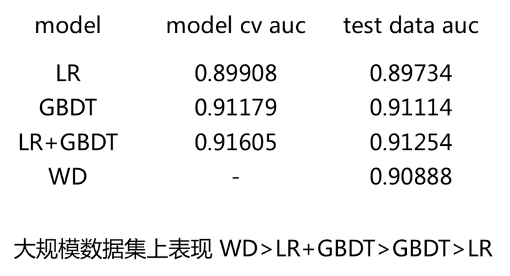 model model cv auc test data auc
LR 0.89908 0.89734
GBDT 0.91179 0.91114
LR+GBDT 0.91605 0.91254
WD - 0.90888
大规模数据集上表现 WD>LR+GBDT>GBDT>LR